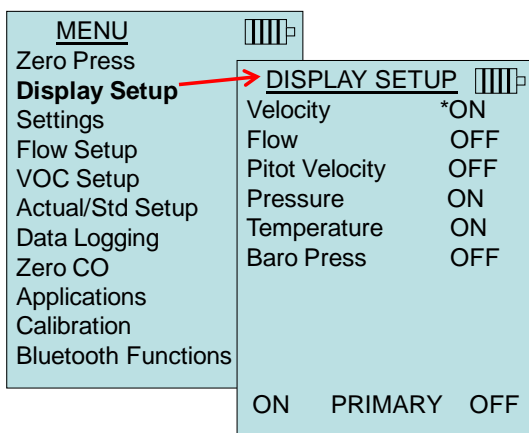 MENU
Zero Press
Display Setup
Settings
Flow Setup
VOC Setup
Actual/Std Setup
Data Logging
Zero CO
Applications
Calibration
Bluetooth Functions
DISPLAY SETUP
Velocity *ON
Flow OFF
Pitot Velocity OFF
Pressure ON
Temperature ON
Baro Press OFF
ON PRIMARY OFF